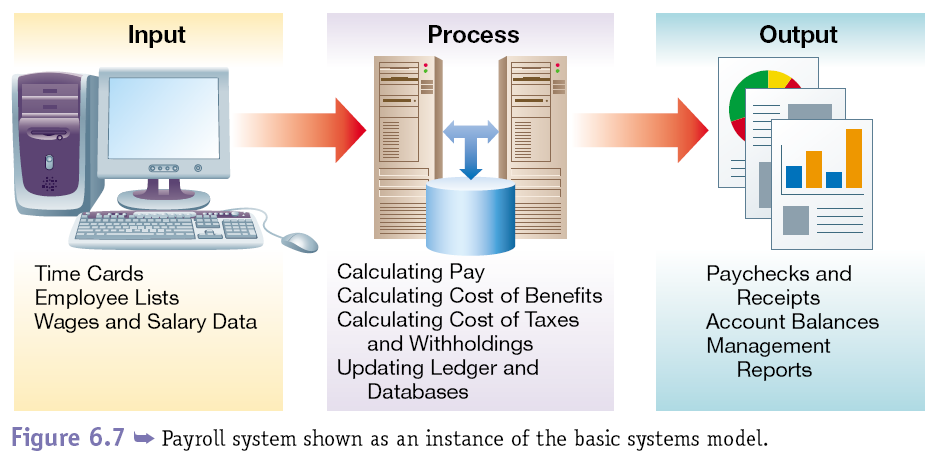 Input
Process
Output
Time Cards
Employee Lists
Wages and Salary Data
Calculating Pay
Calculating Cost of Benefits
Calculating Cost of Taxes
and Withholdings
Updating Ledger and
Databases
Paychecks and
Receipts
Account Balances
Management
Reports
Figure 6.7 ➥ Payroll system shown as an instance of the basic systems model.